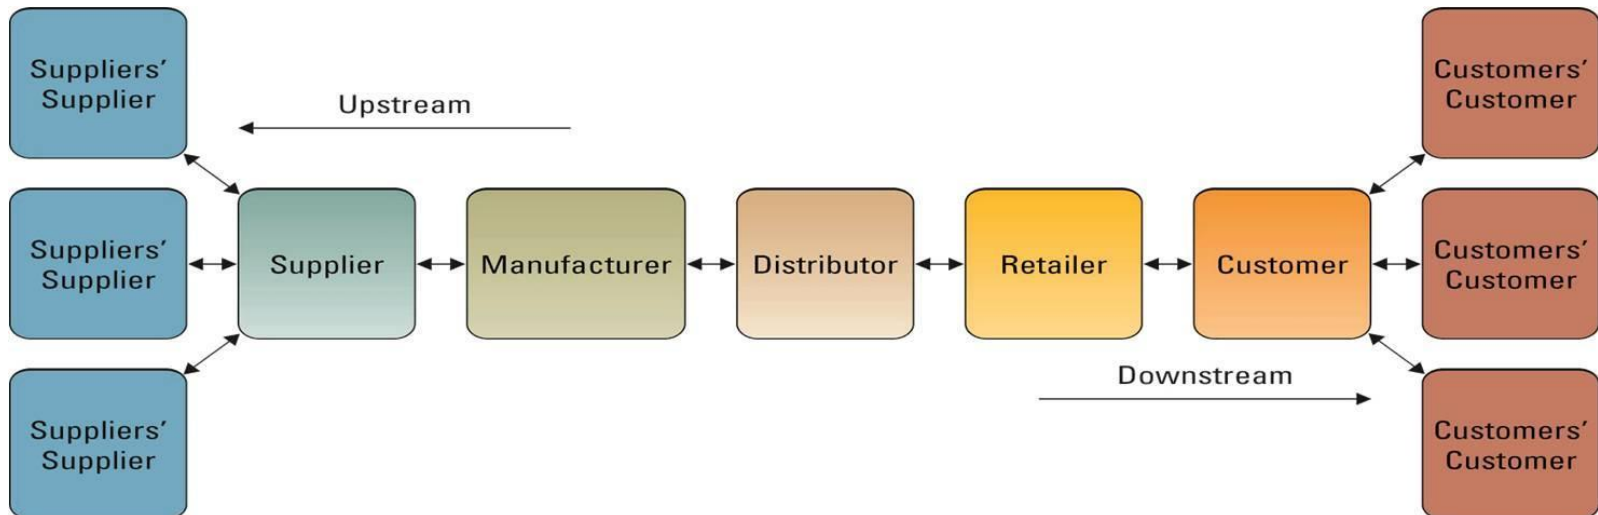 Suppliers'
Supplier
Upstream
Customers'
Customer
Suppliers'
Supplier
Supplier
Manufacturer
Distributor
Retailer
Customer
Customers'
Customer
Downstream
Suppliers'
Supplier
Customers'
Customer